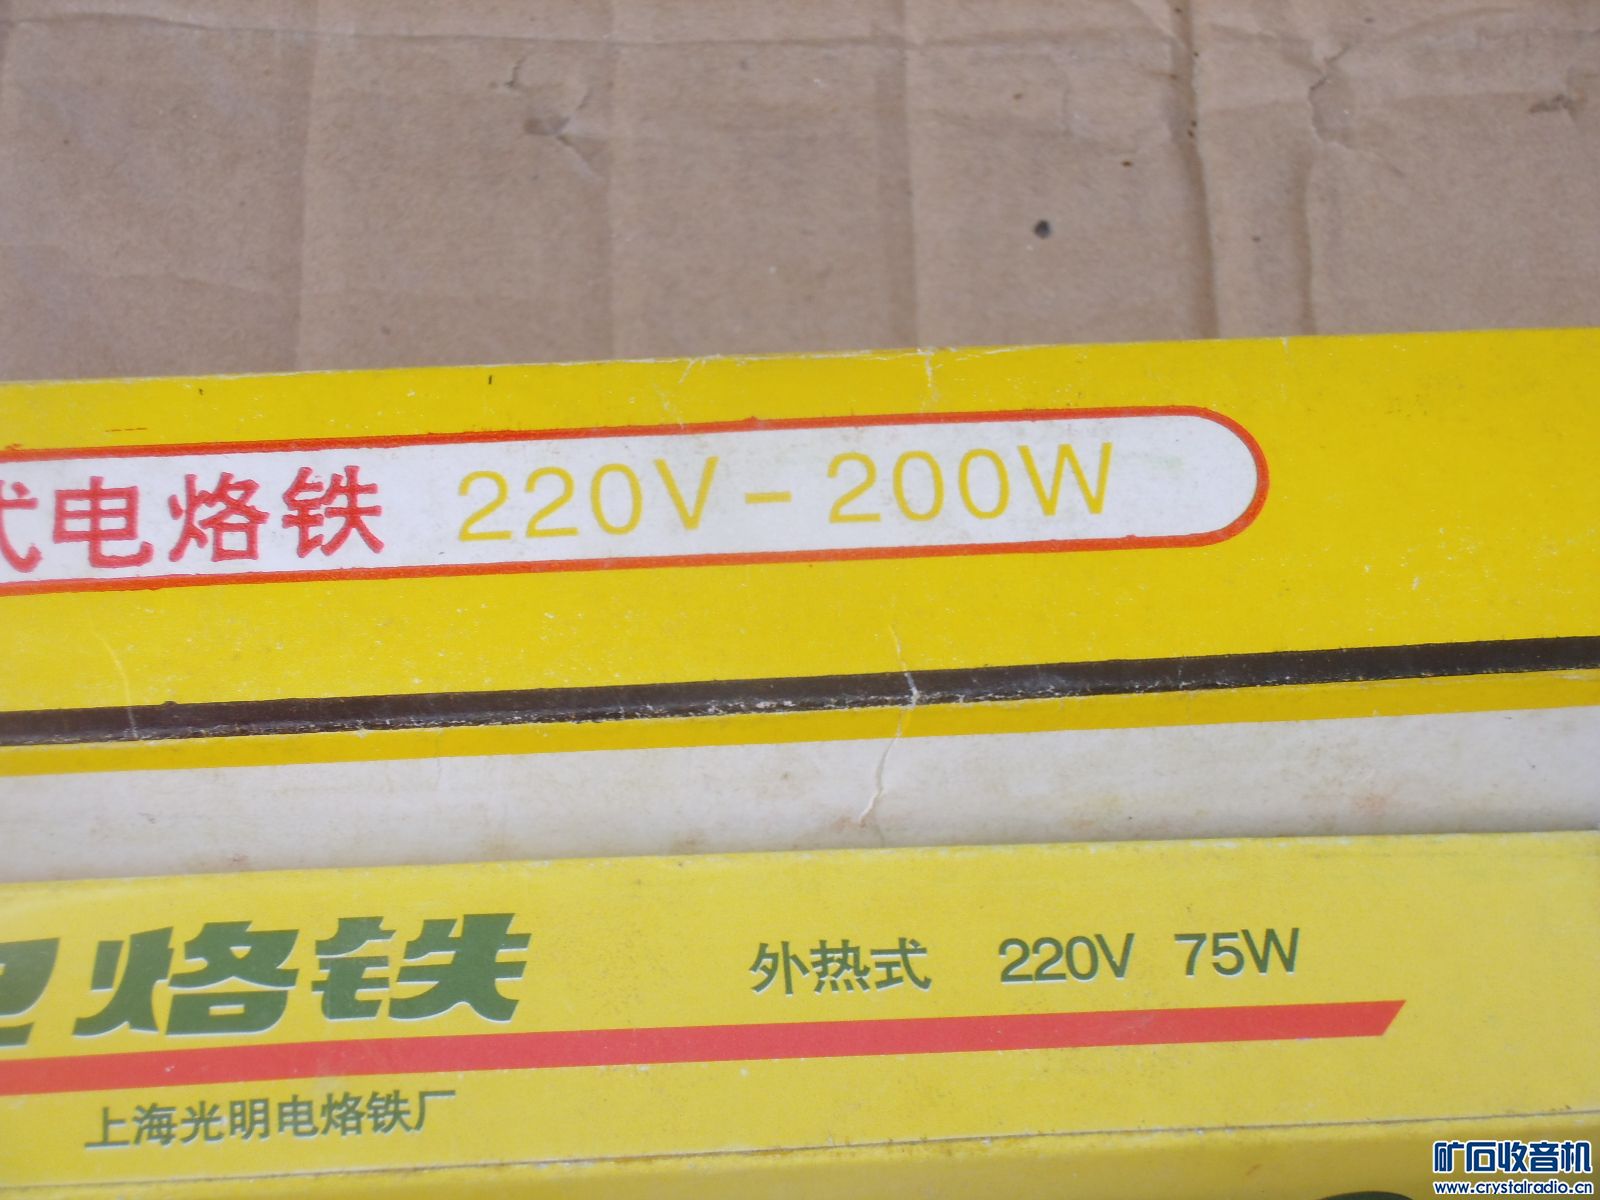 式电烙铁 220V-200W
电烙铁 外热式 220V 75W
上海光明电烙铁厂
矿石收音机
www.crystalradio.cn